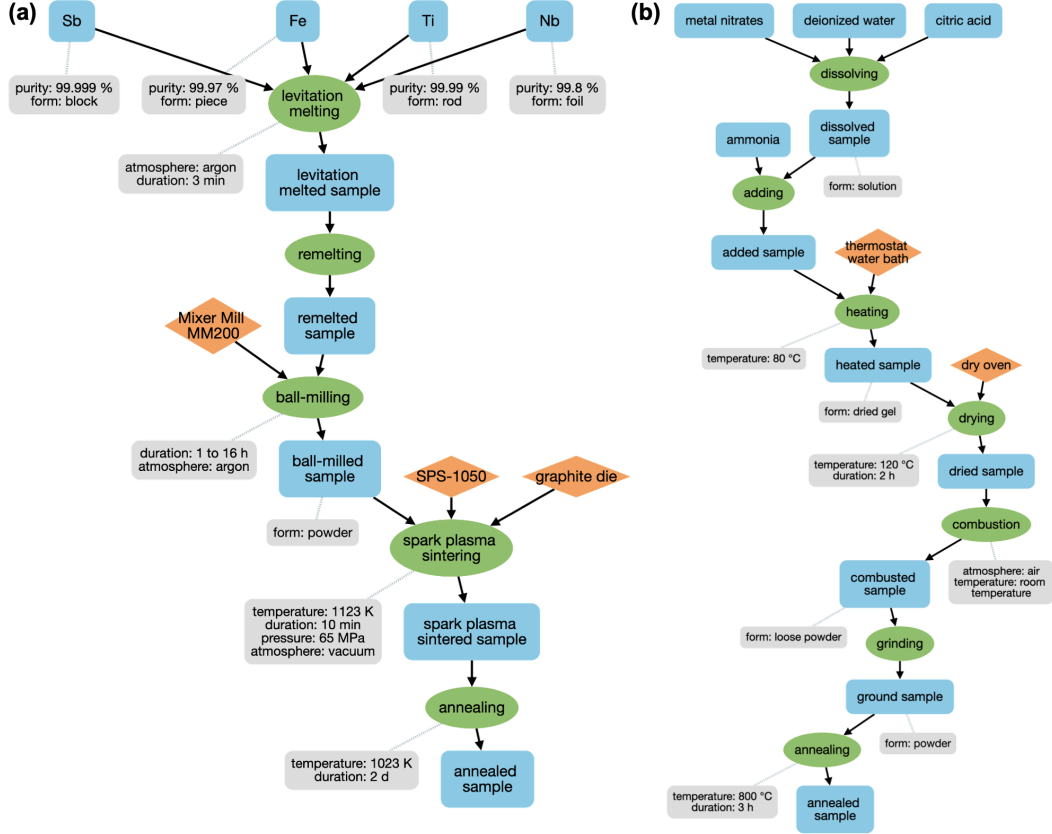 (a)
Sb
Fe
Ti
Nb
purity: 99.999 %
form: block
purity: 99.97 %
form: piece
purity: 99.99 %
form: rod
purity: 99.8 %
form: foil
levitation
melting
atmosphere: argon
duration: 3 min
levitation
melted sample
remelting
Mixer Mill
MM200
remelted
sample
ball-milling
duration: 1 to 16 h
atmosphere: argon
ball-milled
sample
SPS-1050
graphite die
form: powder
spark plasma
sintering
temperature: 1123 K
duration: 10 min
pressure: 65 MPa
atmosphere: vacuum
spark plasma
sintered sample
annealing
temperature: 1023 K
duration: 2 d
annealed
sample
(b)
metal nitrates
deionized water
citric acid
dissolving
ammonia
dissolved
sample
form: solution
adding
added sample
thermostat
water bath
heating
temperature: 80 °C
heated sample
dry oven
form: dried gel
drying
temperature: 120 °C
duration: 2 h
dried sample
combustion
atmosphere: air
temperature: room
temperature
combusted
sample
form: loose powder
grinding
ground sample
form: powder
annealing
temperature: 800 °C
duration: 3 h
annealed
sample